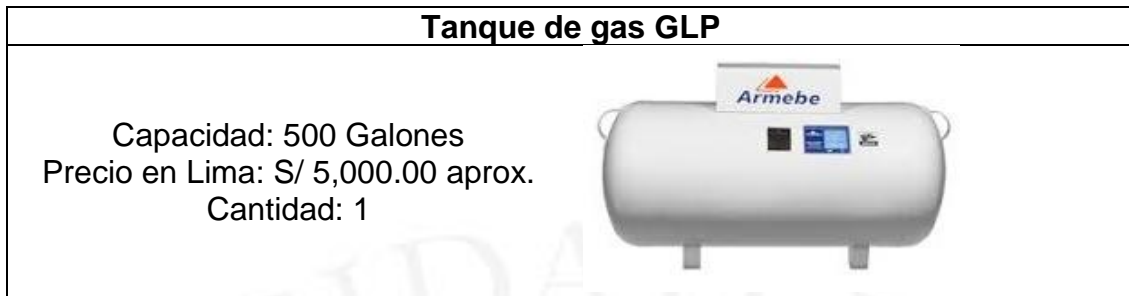 Tanque de gas GLP
Capacidad: 500 Galones
Precio en Lima: S/ 5,000.00 aprox.
Cantidad: 1
Armebe